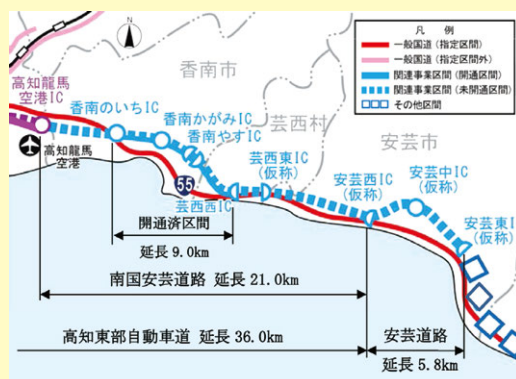 凡 例
一般国道(指定区間)
一般国道(指定区間外)
関連事業区間(開通区間)
関連事業区間(未開通区間)
その他区間
N
香南市
高知龍馬
空港IC
香南のいちIC
香南かがみIC
香南やすIC
芸西村
安芸市
高知龍馬
空港
55
芸西西IC
芸西東IC
(仮称)
安芸西IC
(仮称)
安芸中IC
(仮称)
安芸東IC
(仮称)
開通済区間
延長 9.0km
南国安芸道路 延長 21.0km
高知東部自動車道 延長 36.0km
安芸道路
延長 5.8km